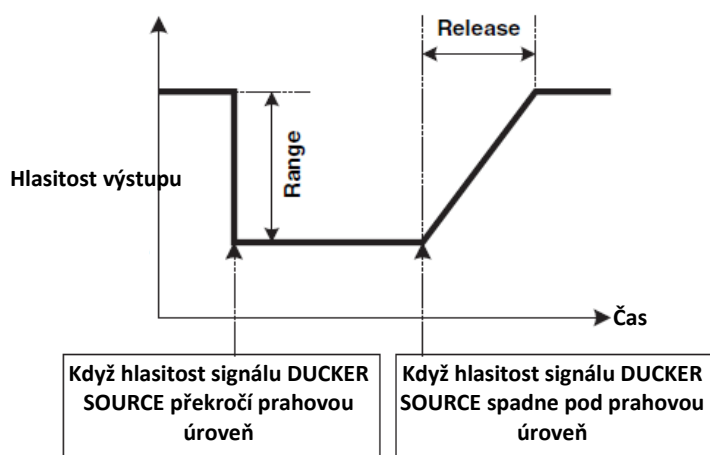 Release
Range
Hlasitost výstupu
Čas
Když hlasitost signálu DUCKER
SOURCE překročí prahovou
úroveň
Když hlasitost signálu DUCKER
SOURCE spadne pod prahovou
úroveň